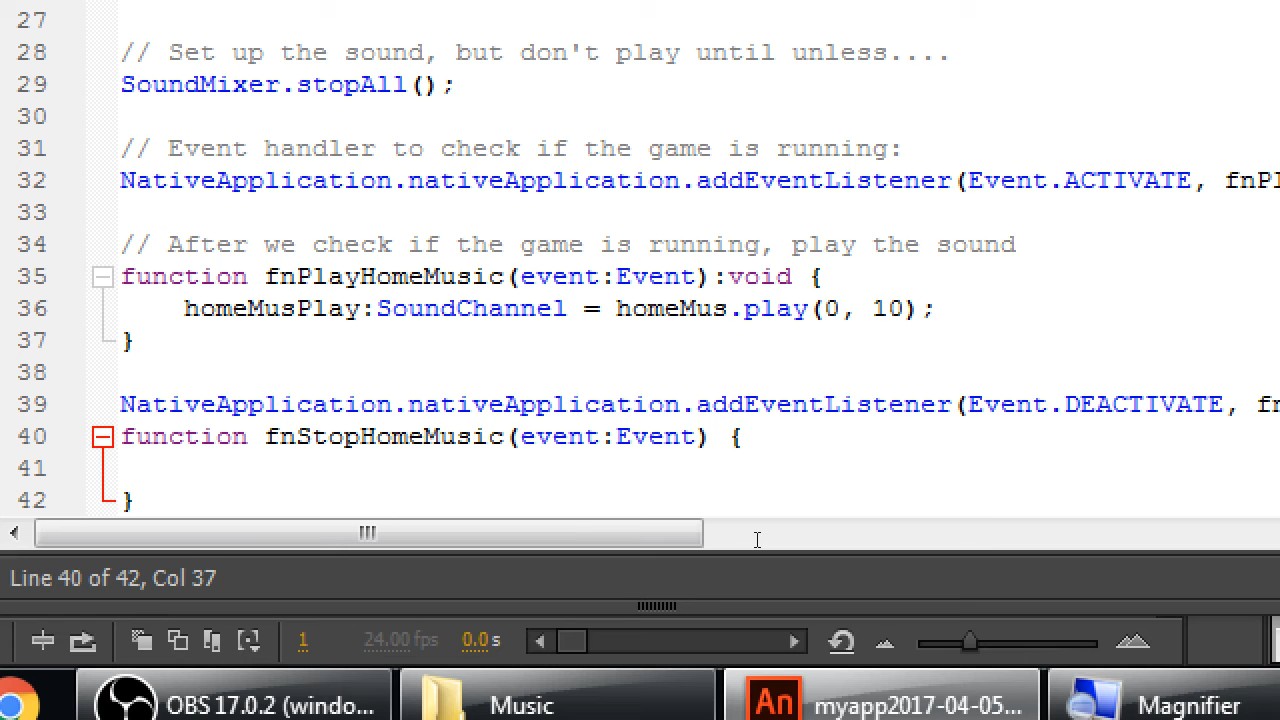 27
28 // Set up the sound, but don't play until unless....
29 SoundMixer.stopAll();
30
31 // Event handler to check if the game is running:
32 NativeApplication.nativeApplication.addEventListener(Event.ACTIVATE, fnPl
33
34 // After we check if the game is running, play the sound
35 function fnPlayHomeMusic(event:Event):void {
36 homeMusPlay:SoundChannel = homeMus.play(0, 10);
37 }
38
39 NativeApplication.nativeApplication.addEventListener(Event.DEACTIVATE, fn
40 function fnStopHomeMusic(event:Event) {
41
42 }
Line 40 of 42, Col 37
1 24.00 fps 0.0 s
OBS 17.0.2 (windo... Music An myapp2017-04-05... Magnifier